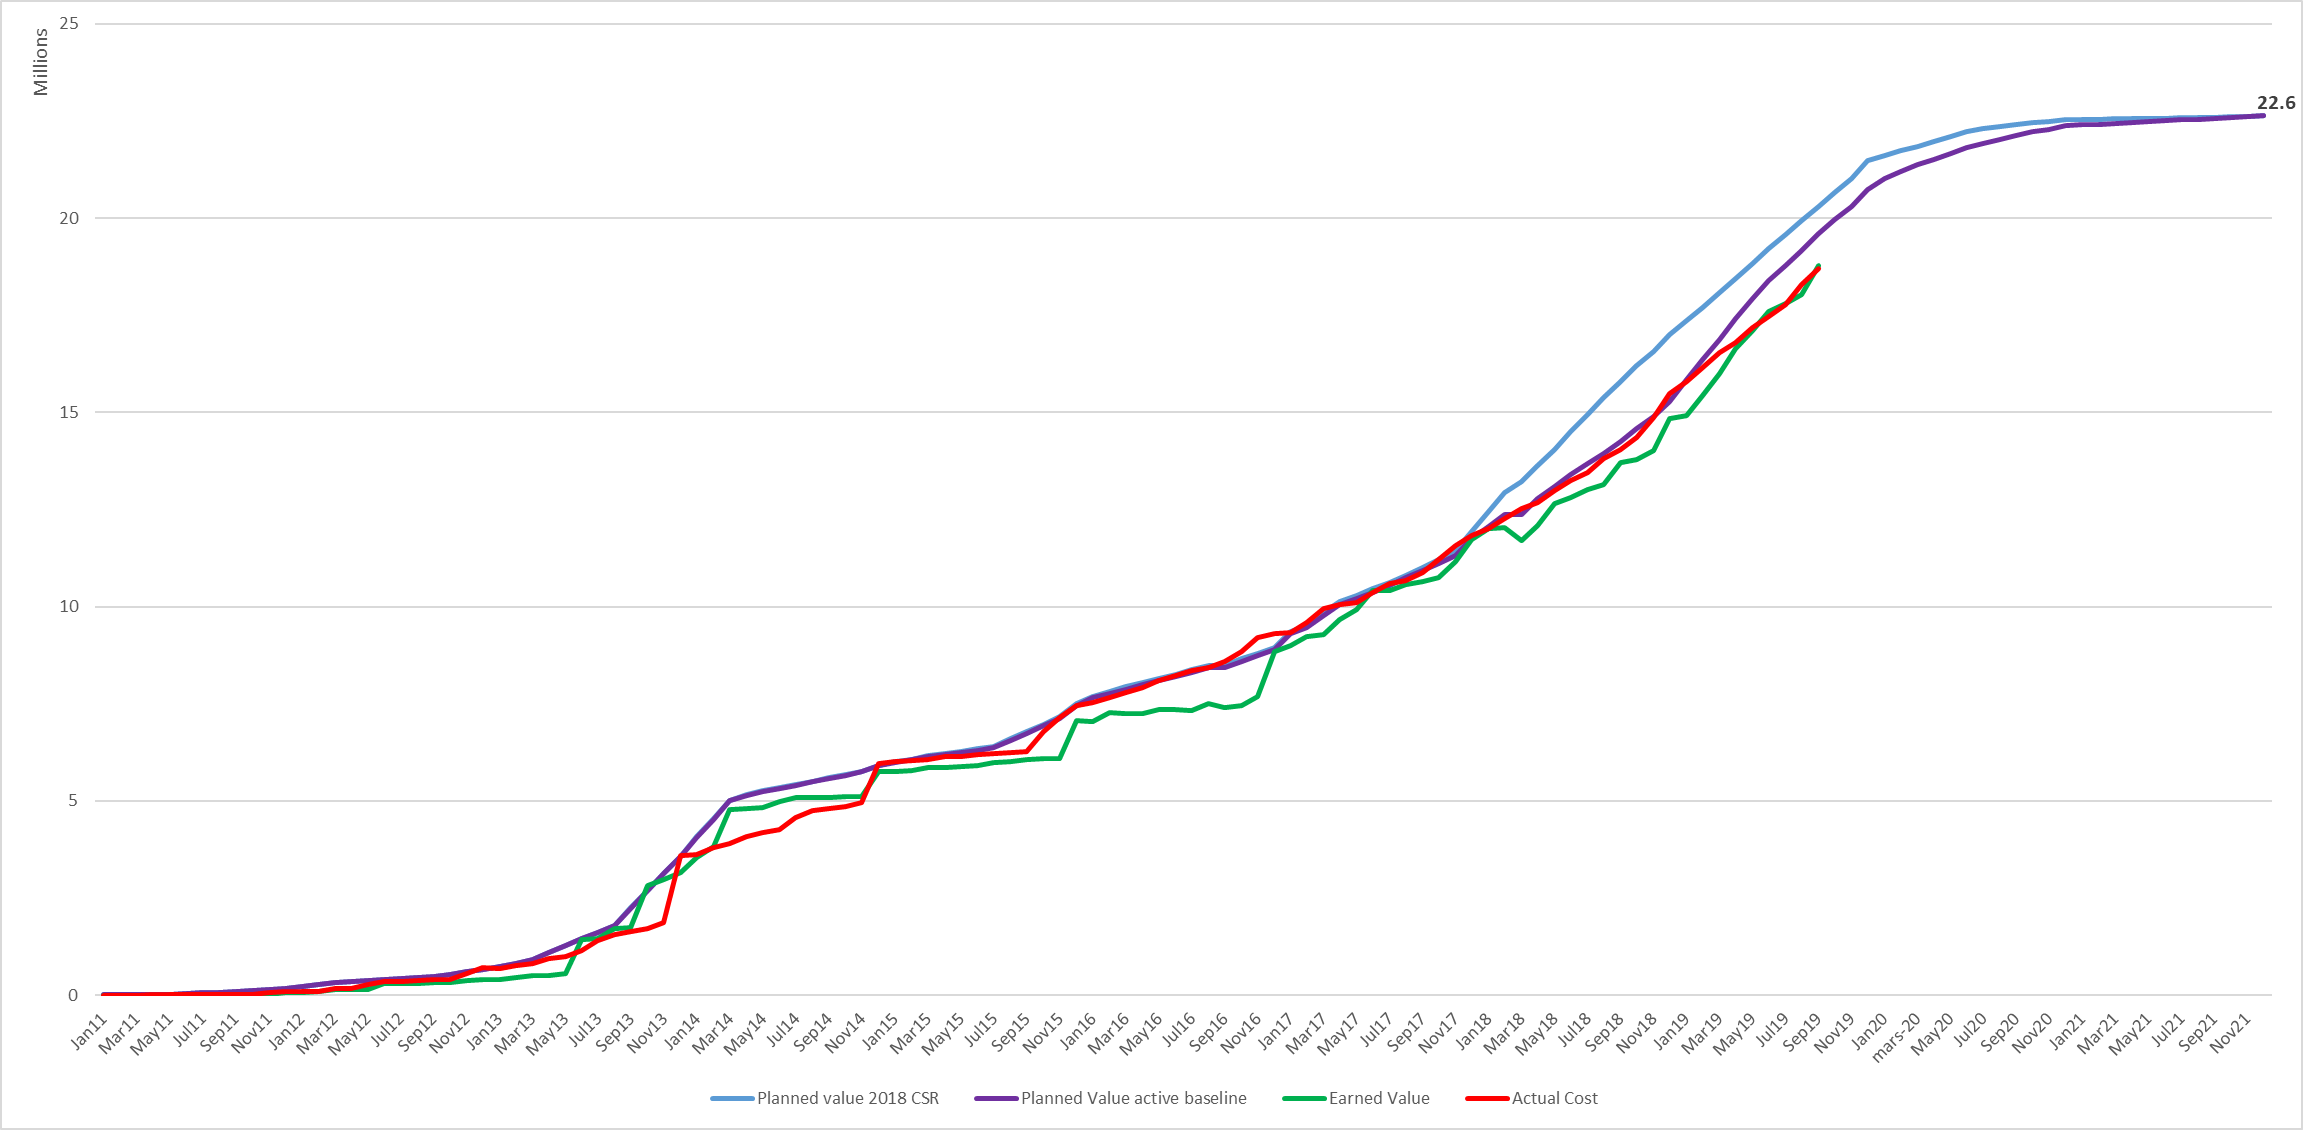 Millions
25
20
15
10
5
0
22.6
Jan11 Mar11 May11 Jul11 Sep11 Nov11 Jan12 Mar12 May12 Jul12 Sep12 Nov12 Jan13 Mar13 May13 Jul13 Sep13 Nov13 Jan14 Mar14 May14 Jul14 Sep14 Nov14 Jan15 Mar15 May15 Jul15 Sep15 Nov15 Jan16 Mar16 May16 Jul16 Sep16 Nov16 Jan17 Mar17 May17 Jul17 Sep17 Nov17 Jan18 Mar18 May18 Jul18 Sep18 Nov18 Jan19 Mar19 May19 Jul19 Sep19 Nov19 Jan20 mars-20 May20 Jul20 Sep20 Nov20 Jan21 Mar21 May21 Jul21 Sep21 Nov21
Planned value 2018 CSR Planned Value active baseline Earned Value Actual Cost